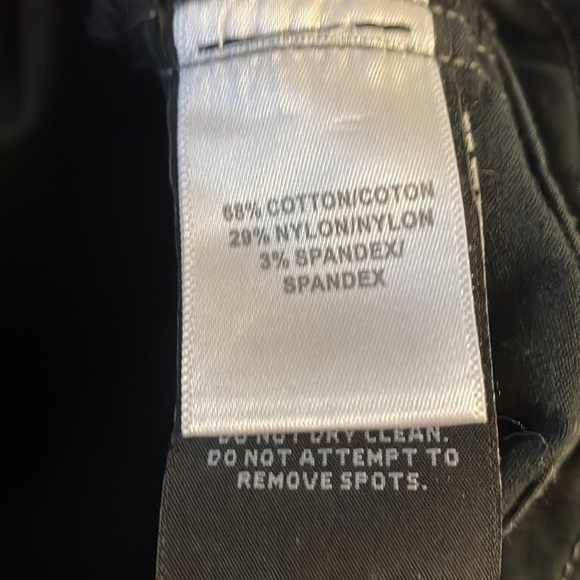 68% COTTON/COTON
29% NYLON/NYLON
3% SPANDEX/
SPANDEX
DO NOT DRY CLEAN.
DO NOT ATTEMPT TO
REMOVE SPOTS.